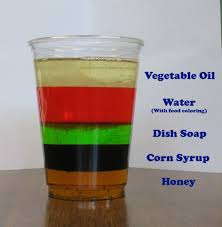 Vegetable Oil
Water
(With food coloring)
Dish Soap
Corn Syrup
Honey